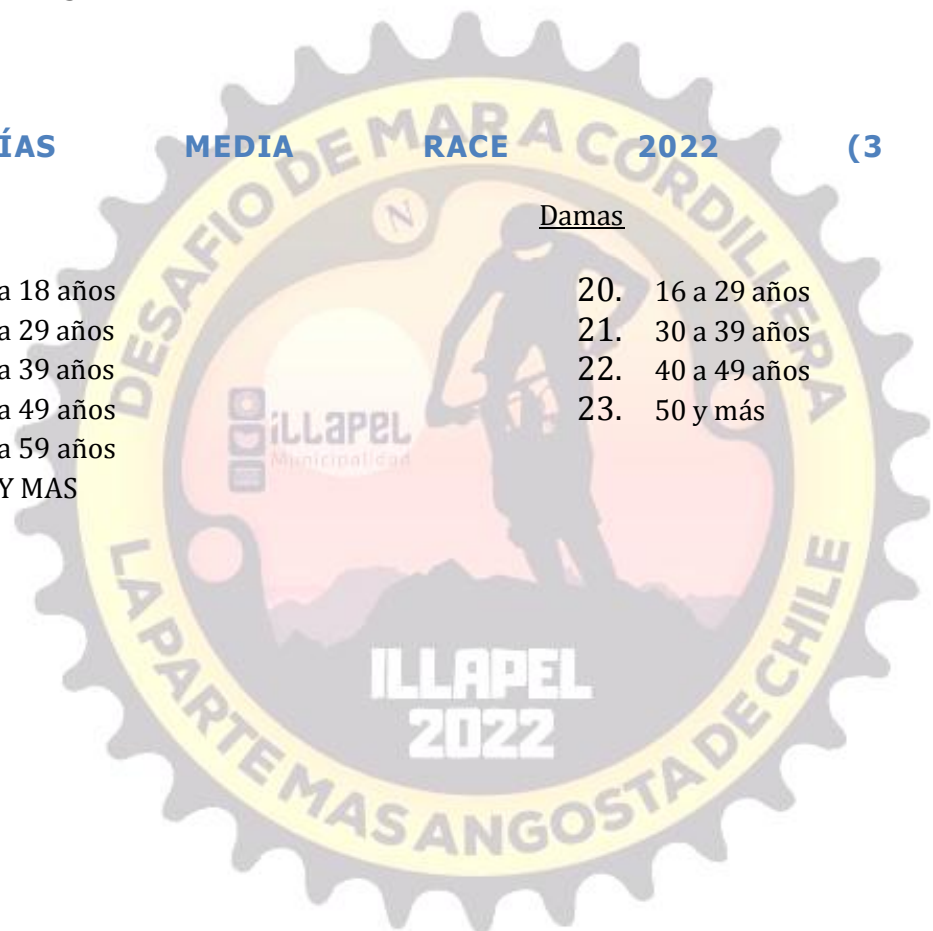 ÍAS MEDIA RACE 2022 (3
Damas
a 18 años
a 29 años
a 39 años
a 49 años
a 59 años
Y MAS
20. 16 a 29 años
21. 30 a 39 años
22. 40 a 49 años
23. 50 y más
DESAFIO DE MAR A CORDILLERA
N
iLLaPEL
Municipalidad
ILLAPEL
2022
LA PARTE MAS ANGOSTA DE CHILE